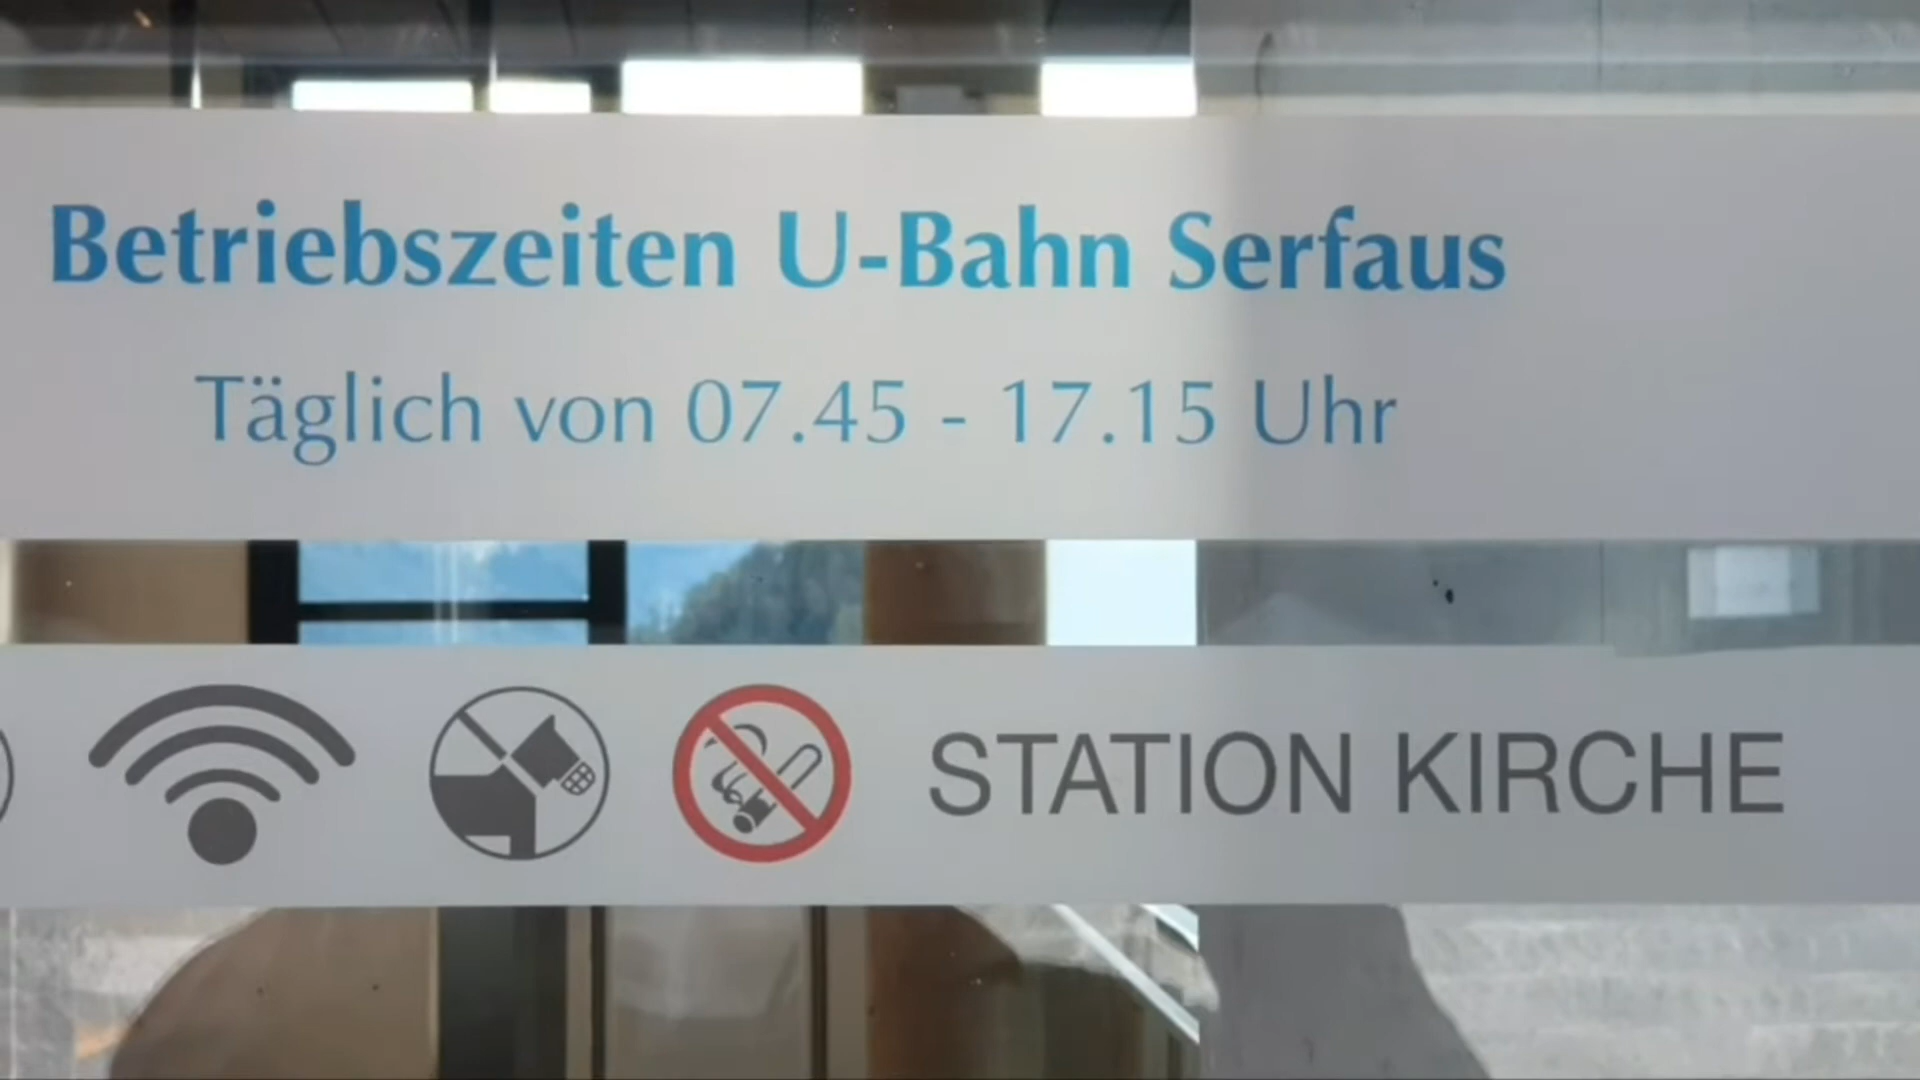 Betriebszeiten U-Bahn Serfaus
Täglich von 07.45 - 17.15 Uhr
STATION KIRCHE